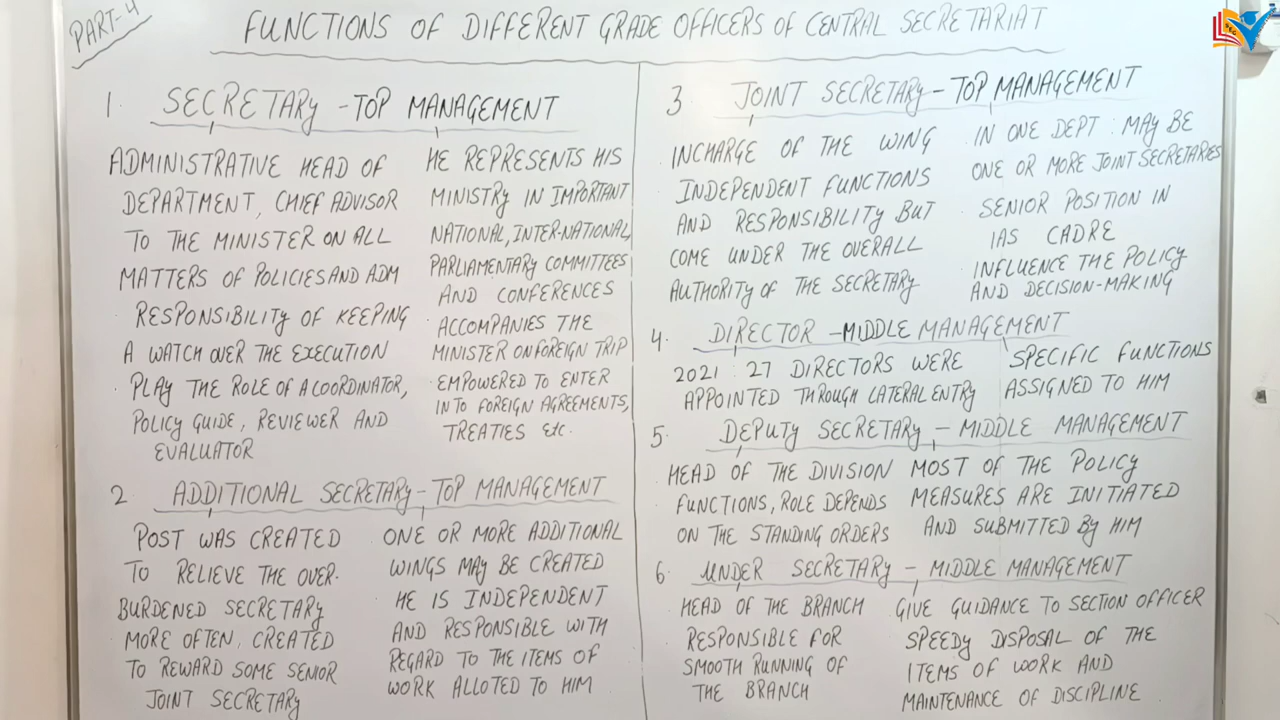 PART-4
FUNCTIONS OF DIFFERENT GRADE OFFICERS OF CENTRAL SECRETARIAT
1. SECRETARY - TOP MANAGEMENT
ADMINISTRATIVE HEAD OF
DEPARTMENT, CHIEF ADVISOR
TO THE MINISTER ON ALL
MATTERS OF POLICIES AND ADM
RESPONSIBILITY OF KEEPING
A WATCH OVER THE EXECUTION
PLAY THE ROLE OF A COORDINATOR,
POLICY GUIDE, REVIEWER AND
EVALUATOR
HE REPRESENTS HIS
MINISTRY IN IMPORTANT
NATIONAL, INTER-NATIONAL,
PARLIAMENTARY COMMITTEES
AND CONFERENCES
ACCOMPANIES THE
MINISTER ON FOREIGN TRIP
EMPOWERED TO ENTER
INTO FOREIGN AGREEMENTS,
TREATIES Etc.
2 ADDITIONAL SECRETARY - TOP MANAGEMENT
POST WAS CREATED
TO RELIEVE THE OVER-
BURDENED SECRETARY
MORE OFTEN, CREATED
TO REWARD SOME SENIOR
JOINT SECRETARY
ONE OR MORE ADDITIONAL
WINGS MAY BE CREATED
HE IS INDEPENDENT
AND RESPONSIBLE WITH
REGARD TO THE ITEMS OF
WORK ALLOTED TO HIM
3 JOINT SECRETARY - TOP MANAGEMENT
INCHARGE OF THE WING
INDEPENDENT FUNCTIONS
AND RESPONSIBILITY BUT
COME UNDER THE OVERALL
AUTHORITY OF THE SECRETARY
IN ONE DEPT : MAY BE
ONE OR MORE JOINT SECRETARIES
SENIOR POSITION IN
IAS CADRE
INFLUENCE THE POLICY
AND DECISION-MAKING
4. DIRECTOR - MIDDLE MANAGEMENT
2021 : 27 DIRECTORS WERE
APPOINTED THROUGH LATERAL ENTRY
SPECIFIC FUNCTIONS
ASSIGNED TO HIM
5. DEPUTY SECRETARY - MIDDLE MANAGEMENT
HEAD OF THE DIVISION
FUNCTIONS, ROLE DEPENDS
ON THE STANDING ORDERS
MOST OF THE POLICY
MEASURES ARE INITIATED
AND SUBMITTED BY HIM
6. UNDER SECRETARY - MIDDLE MANAGEMENT
HEAD OF THE BRANCH
RESPONSIBLE FOR
SMOOTH RUNNING OF
THE BRANCH
GIVE GUIDANCE TO SECTION OFFICER
SPEEDY DISPOSAL OF THE
ITEMS OF WORK AND
MAINTENANCE OF DISCIPLINE